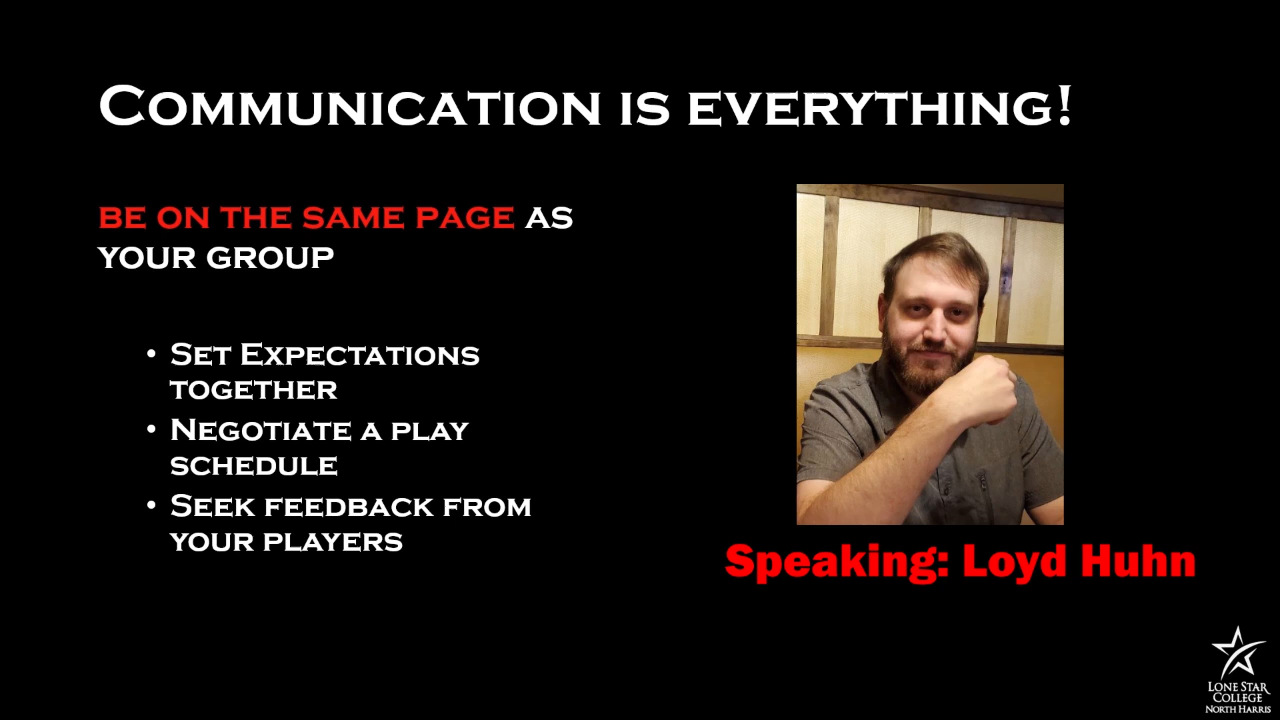 Communication is everything!
be on the same page as
your group
• Set Expectations
together
• Negotiate a play
schedule
• Seek feedback from
your players
Speaking: Loyd Huhn
Lone Star
College
North Harris